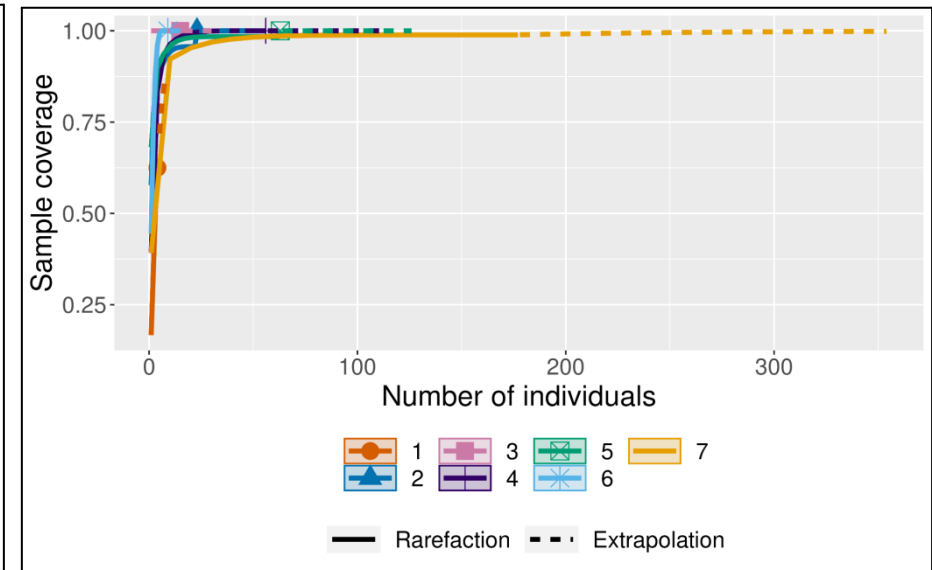 1.00
0.75
0.50
0.25
Sample coverage
0 100 200 300
Number of individuals
1 3 5 7
2 4 6
Rarefaction Extrapolation